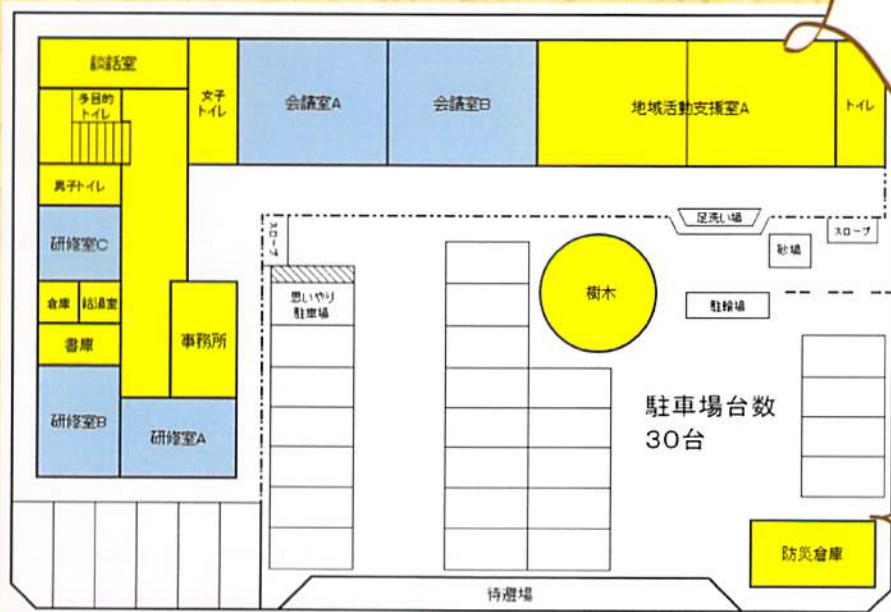 談話室
多目的
トイレ
女子
トイレ
会議室A
会議室B
地域活動支援室A
トイレ
男子トイレ
研修室C
スロープ
足洗い場
スロープ
砂場
倉庫
給湯室
思いやり
駐車場
樹木
駐輪場
書庫
事務所
研修室B
研修室A
駐車場台数
30台
防災倉庫
待避場